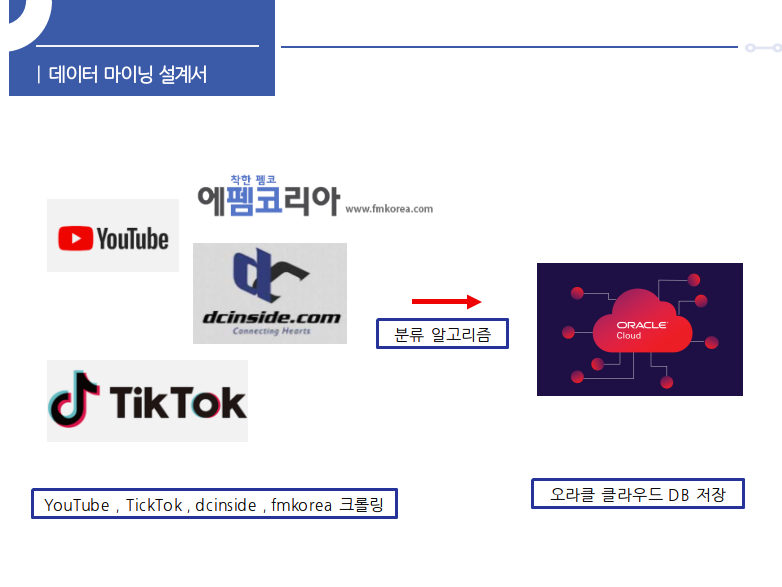 | 데이터 마이닝 설계서
착한 펨코
에펨코리아 www.fmkorea.com
YouTube
dc
dcinside.com
Connecting Hearts
분류 알고리즘
ORACLE
Cloud
TikTok
YouTube , TickTok , dcinside , fmkorea 크롤링
오라클 클라우드 DB 저장